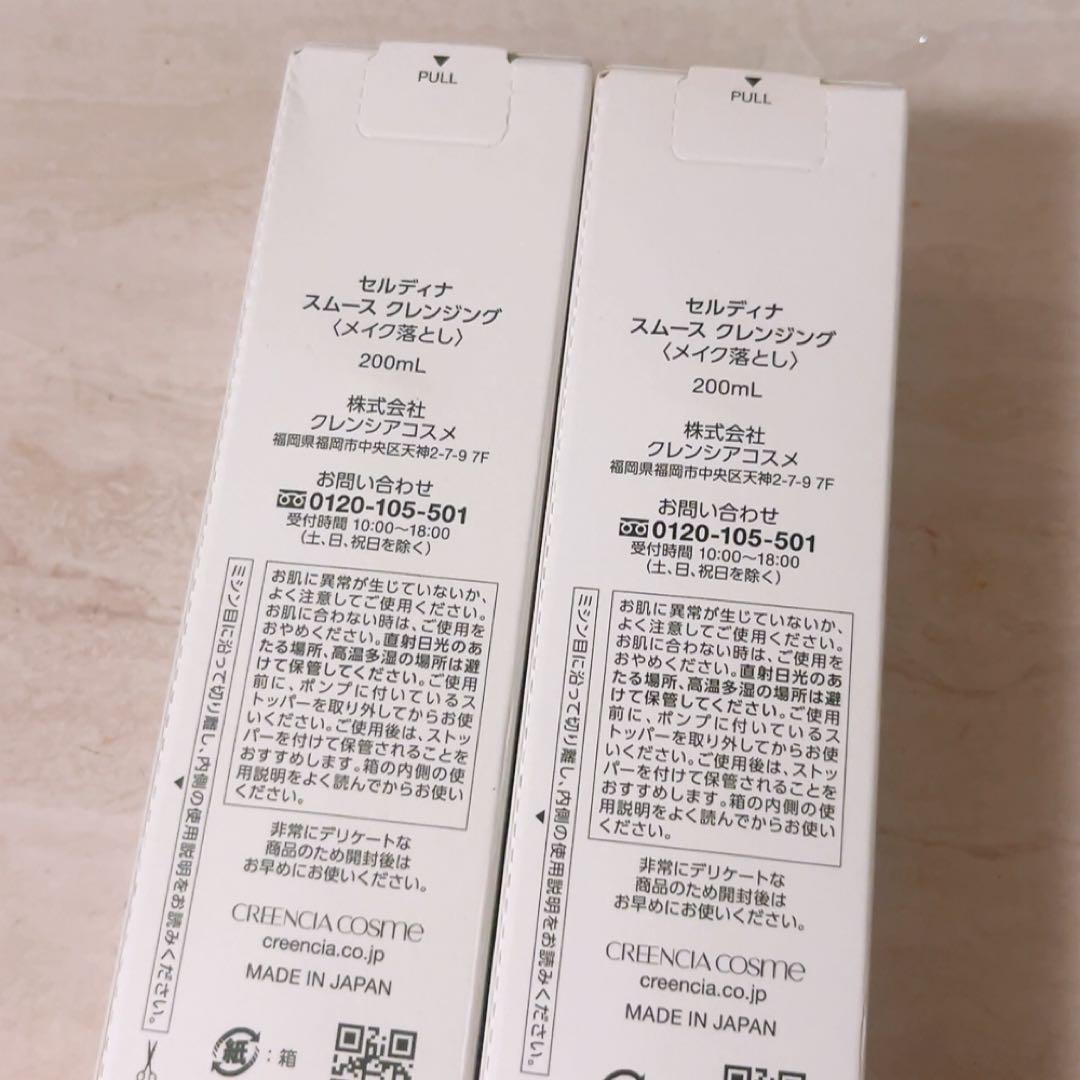 PULL
セルディナ
スムース クレンジング
〈メイク落とし〉
200mL
株式会社
クレンシアコスメ
福岡県福岡市中央区天神2-7-9 7F
お問い合わせ
0120-105-501
受付時間 10:00〜18:00
(土、日、祝日を除く)
お肌に異常が生じていないか、
よく注意してご使用ください。
お肌に合わない時は、ご使用を
おやめください。直射日光のあ
たる場所、高温多湿の場所は避
けて保管してください。ご使用
前に、ポンプに付いているス
トッパーを取り外してからお使
いください。ご使用後は、ストッ
パーを付けて保管されることを
おすすめします。箱の内側の使
用説明をよく読んでからお使い
ください。
ミシン目に沿って切り離し、内側の使用説明をお読みください。
非常にデリケートな
商品のため開封後は
お早めにお使いください。
CREENCIA COSme
creencia.co.jp
MADE IN JAPAN
紙:箱
PULL
セルディナ
スムース クレンジング
〈メイク落とし〉
200mL
株式会社
クレンシアコスメ
福岡県福岡市中央区天神2-7-9 7F
お問い合わせ
0120-105-501
受付時間 10:00〜18:00
(土、日、祝日を除く)
お肌に異常が生じていないか、
よく注意してご使用ください。
お肌に合わない時は、ご使用を
おやめください。直射日光のあ
たる場所、高温多湿の場所は避
けて保管してください。ご使用
前に、ポンプに付いているス
トッパーを取り外してからお使
いください。ご使用後は、ストッ
パーを付けて保管されることを
おすすめします。箱の内側の使
用説明をよく読んでからお使い
ください。
ミシン目に沿って切り離し、内側の使用説明をお読みください。
非常にデリケートな
商品のため開封後は
お早めにお使いください。
CREENCIA COSme
creencia.co.jp
MADE IN JAPAN